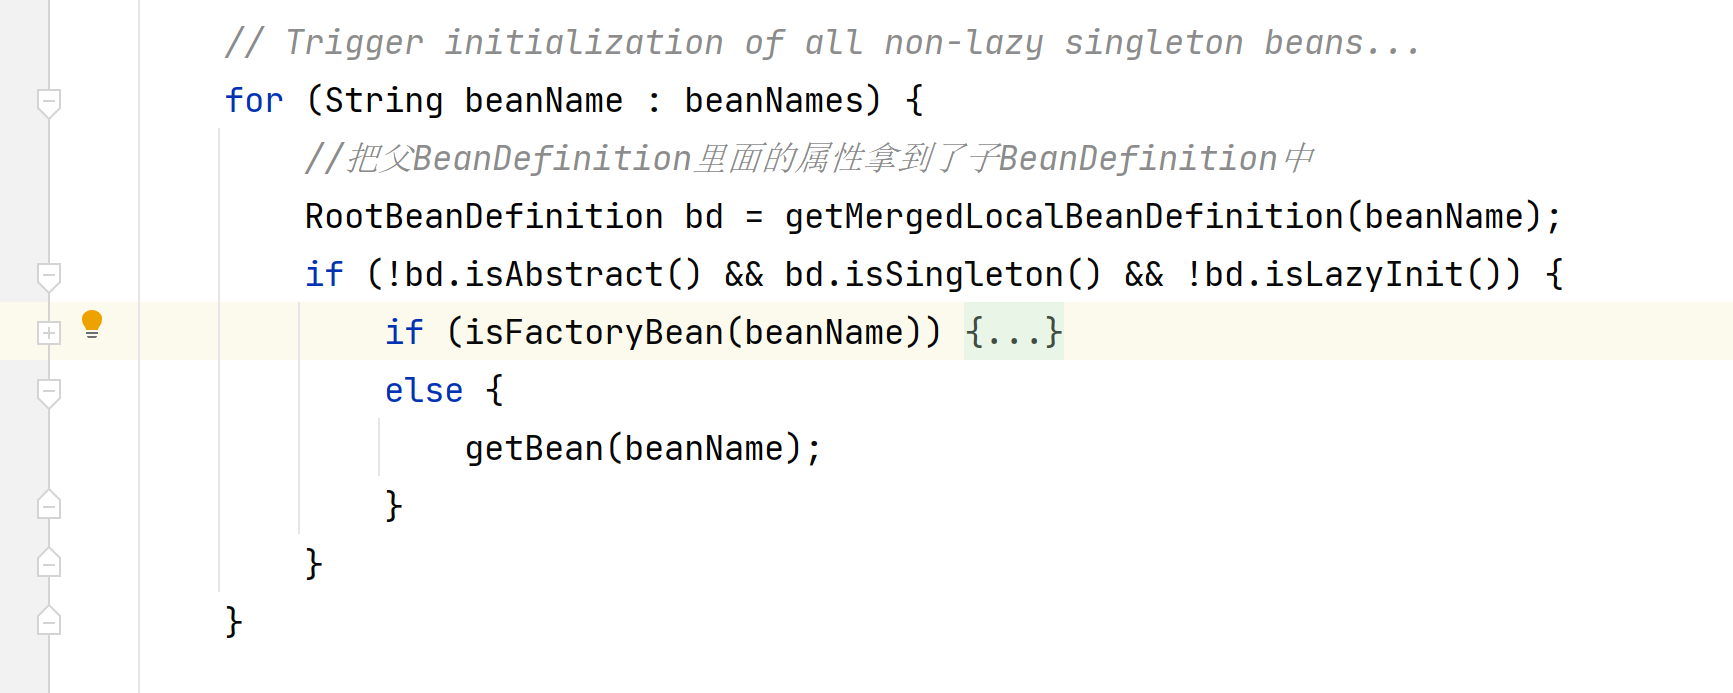 // Trigger initialization of all non-lazy singleton beans...
for (String beanName : beanNames) {
//把父BeanDefinition里面的属性拿到了子BeanDefinition中
RootBeanDefinition bd = getMergedLocalBeanDefinition(beanName);
if (!bd.isAbstract() && bd.isSingleton() && !bd.isLazyInit()) {
if (isFactoryBean(beanName)) {...}
else {
getBean(beanName);
}
}
}